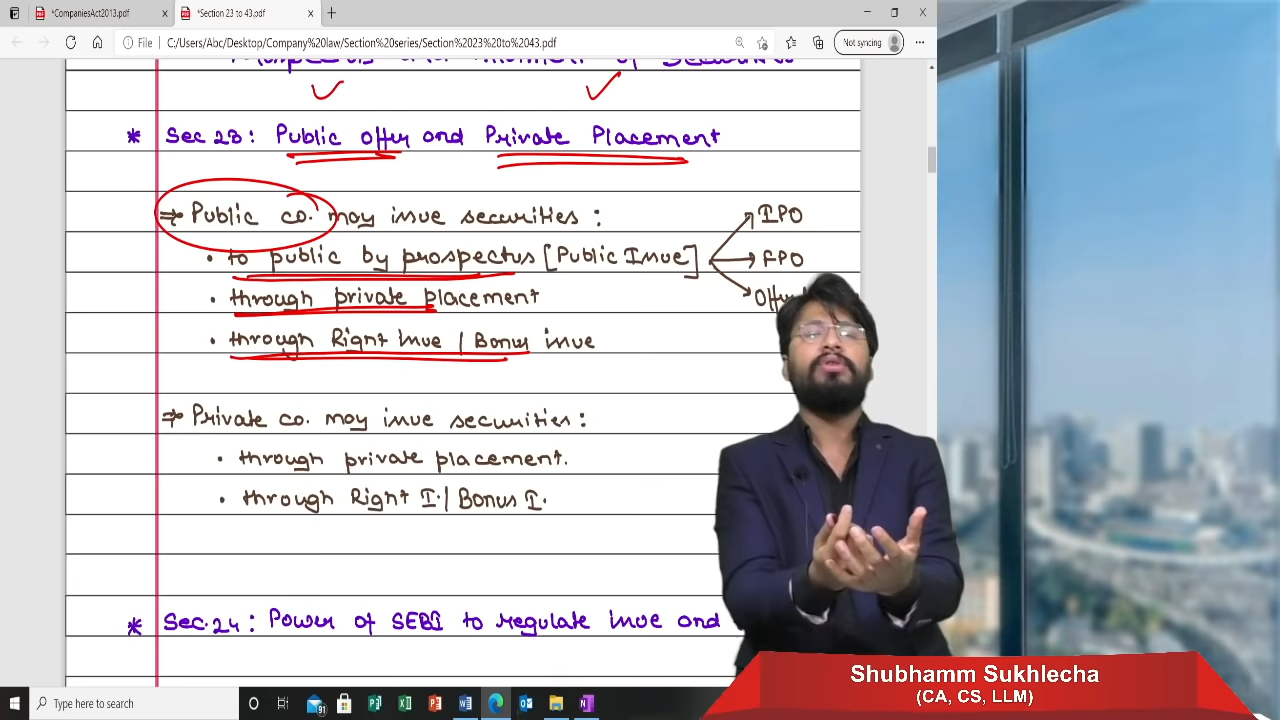 *CompaniesAct2013.pdf
*Section 23 to 43.pdf
File
C:/Users/Abc/Desktop/Company%20law/Section%20series/Section%2023%20to%2043.pdf
Not syncing
* Sec 23: Public Offer and Private Placement
⇒ Public co. may issue securities :
• to public by prospectus [Public Issue]
IPO
FPO
• through private placement
• through Right issue / Bonus issue
⇒ Private co. may issue securities :
• through private placement.
• through Right I. / Bonus I.
* Sec. 24 : Power of SEBI to regulate issue and
Shubhamm Sukhlecha
(CA, CS, LLM)
Type here to search
91